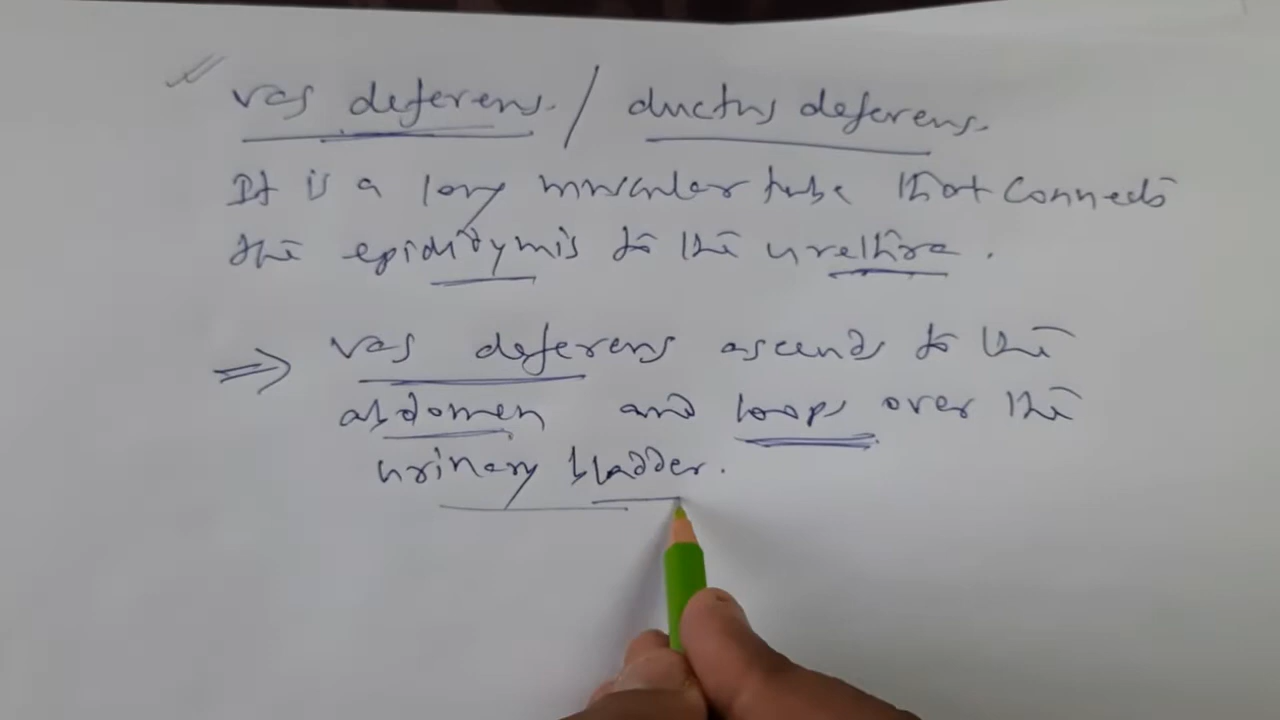 vas deferens. / ductus deferens.
It is a long muscular tube that connects
the epididymis to the urethra.
⇒ vas deferens ascends to the
abdomen and loops over the
urinary bladder.